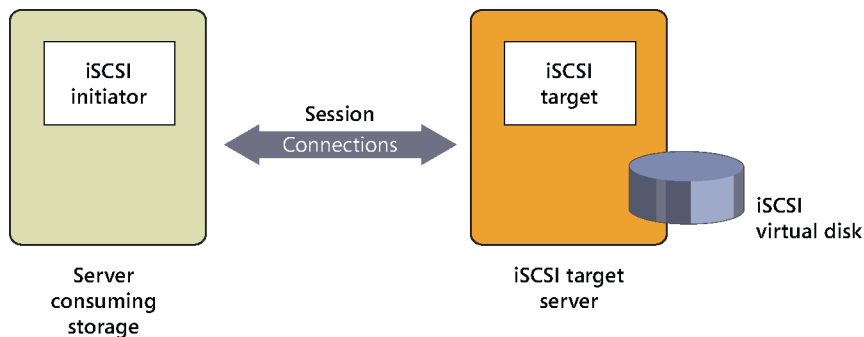 iSCSI
initiator
Session
Connections
iSCSI
target
iSCSI
virtual disk
Server
consuming
storage
iSCSI target
server